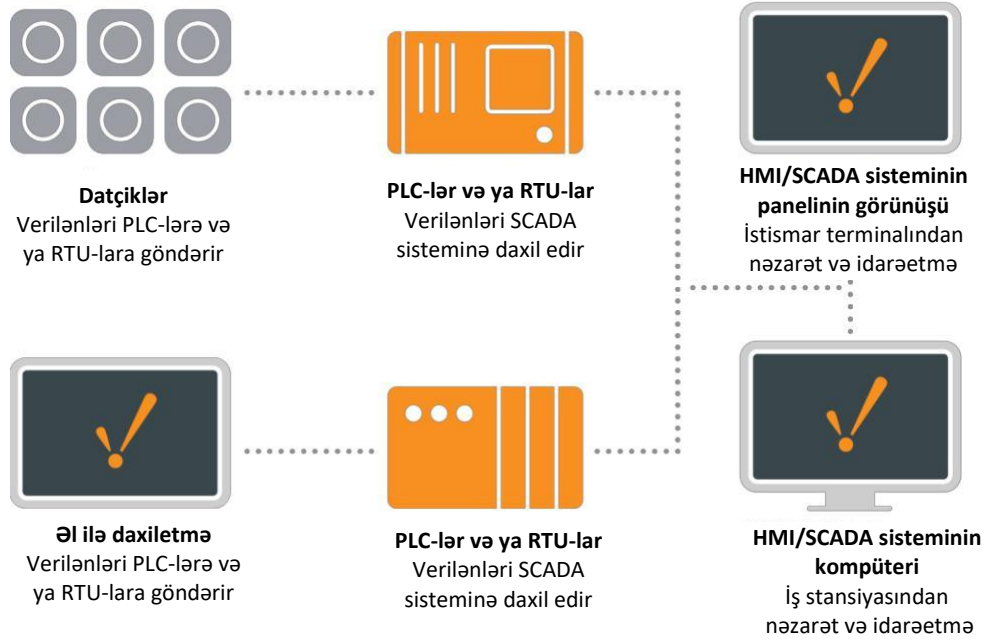 Datçiklər
Verilənləri PLC-lərə və
ya RTU-lara göndərir
PLC-lər və ya RTU-lar
Verilənləri SCADA
sisteminə daxil edir
HMI/SCADA sisteminin
panelinin görünüşü
İstismar terminalından
nəzarət və idarəetmə
Əl ilə daxiletmə
Verilənləri PLC-lərə və
ya RTU-lara göndərir
PLC-lər və ya RTU-lar
Verilənləri SCADA
sisteminə daxil edir
HMI/SCADA sisteminin
kompüteri
İş stansiyasından
nəzarət və idarəetmə